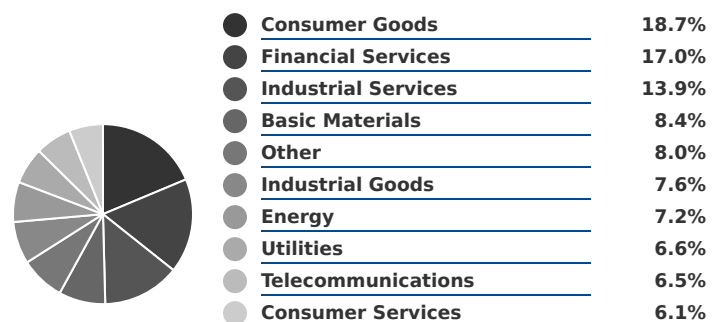 Consumer Goods 18.7%
Financial Services 17.0%
Industrial Services 13.9%
Basic Materials 8.4%
Other 8.0%
Industrial Goods 7.6%
Energy 7.2%
Utilities 6.6%
Telecommunications 6.5%
Consumer Services 6.1%